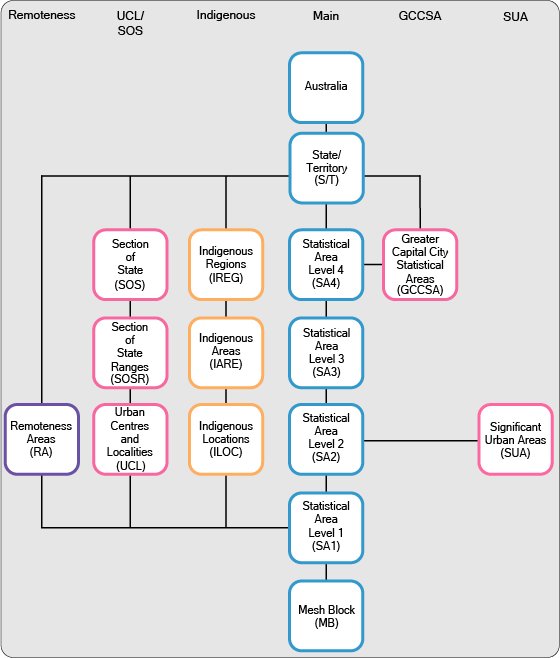 Remoteness
UCL/
SOS
Indigenous
Main
GCCSA
SUA
Australia
State/
Territory
(S/T)
Section
of
State
(SOS)
Indigenous
Regions
(IREG)
Statistical
Area
Level 4
(SA4)
Greater
Capital City
Statistical
Areas
(GCCSA)
Section
of
State
Ranges
(SOSR)
Indigenous
Areas
(IARE)
Statistical
Area
Level 3
(SA3)
Remoteness
Areas
(RA)
Urban
Centres
and
Localities
(UCL)
Indigenous
Locations
(ILOC)
Statistical
Area
Level 2
(SA2)
Significant
Urban Areas
(SUA)
Statistical
Area
Level 1
(SA1)
Mesh Block
(MB)